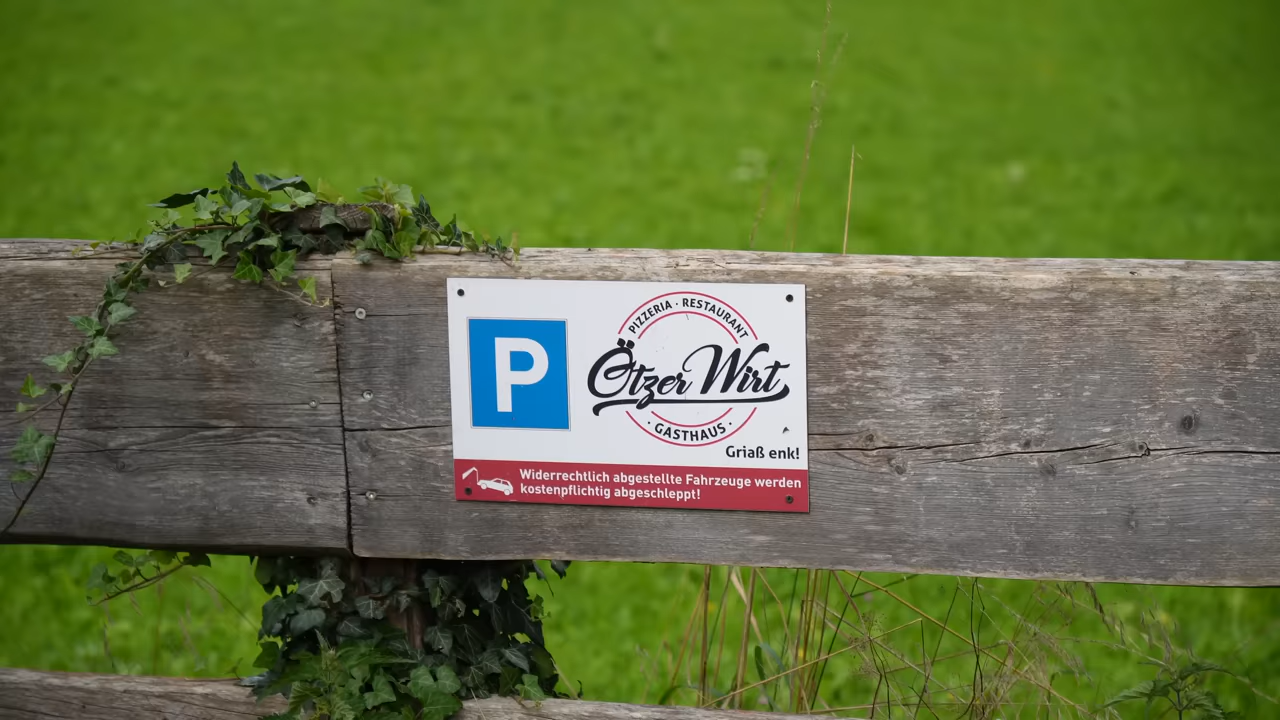 P
PIZZERIA · RESTAURANT
Ötzer Wirt
· GASTHAUS ·
Griaß enk!
Widerrechtlich abgestellte Fahrzeuge werden
kostenpflichtig abgeschleppt!